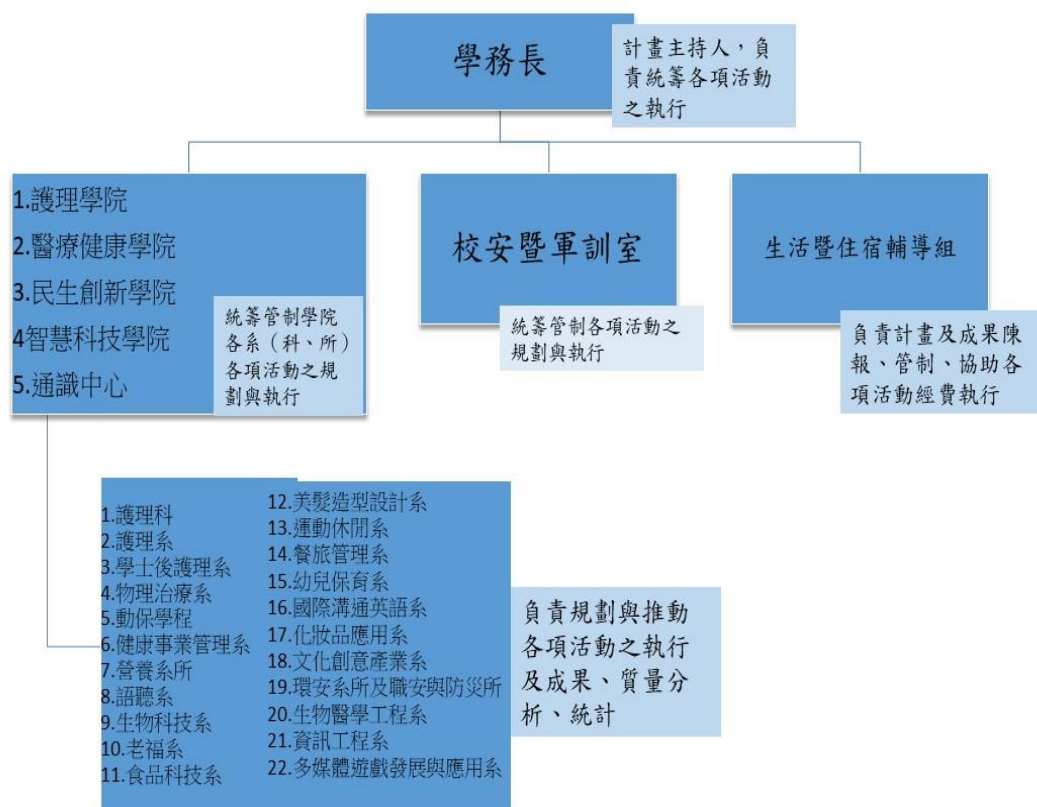 學務長
計畫主持人，負
責統籌各項活動
之執行
1.護理學院
2.醫療健康學院
3.民生創新學院
4智慧科技學院
5.通識中心
統籌管制學院
各系（科、所）
各項活動之規
劃與執行
校安暨軍訓室
統籌管制各項活動之
規劃與執行
生活暨住宿輔導組
負責計畫及成果陳
報、管制、協助各
項活動經費執行
1.護理科
2.護理系
3.學士後護理系
4.物理治療系
5.動保學程
6.健康事業管理系
7.營養系所
8.語聽系
9.生物科技系
10.老福系
11.食品科技系
12.美髮造型設計系
13.運動休閒系
14.餐旅管理系
15.幼兒保育系
16.國際溝通英語系
17.化妝品應用系
18.文化創意產業系
19.環安系所及職安與防災所
20.生物醫學工程系
21.資訊工程系
22.多媒體遊戲發展與應用系
負責規劃與推動
各項活動之執行
及成果、質量分
析、統計